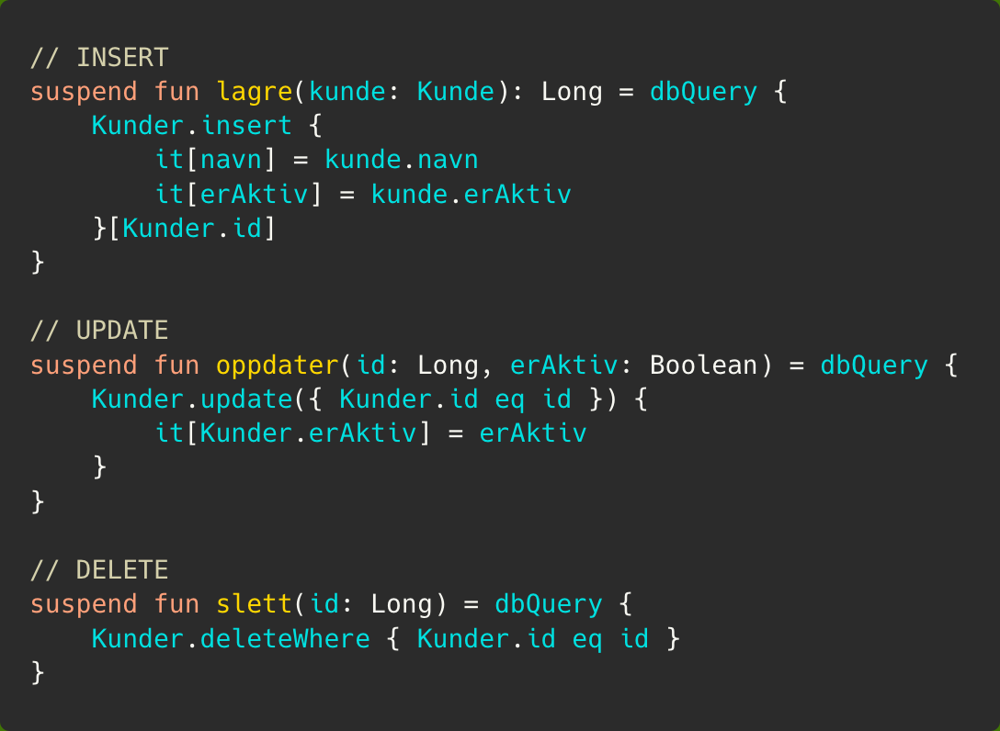 // INSERT
suspend fun lagre(kunde: Kunde): Long = dbQuery {
    Kunder.insert {
        it[navn] = kunde.navn
        it[erAktiv] = kunde.erAktiv
    }[Kunder.id]
}

// UPDATE
suspend fun oppdater(id: Long, erAktiv: Boolean) = dbQuery {
    Kunder.update({ Kunder.id eq id }) {
        it[Kunder.erAktiv] = erAktiv
    }
}

// DELETE
suspend fun slett(id: Long) = dbQuery {
    Kunder.deleteWhere { Kunder.id eq id }
}